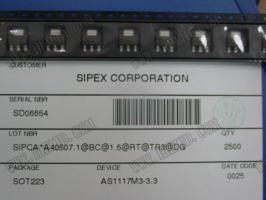 CUSTOMER
SIPEX CORPORATION
SERIAL NBR
SD06654
LOT NBR
QTY
SIPCA.*A40507.1@BC@1.5@RT@TR3@DG
2500
PACKAGE
DEVICE
DATE CODE
SOT223
AS1117M3-3.3
0025